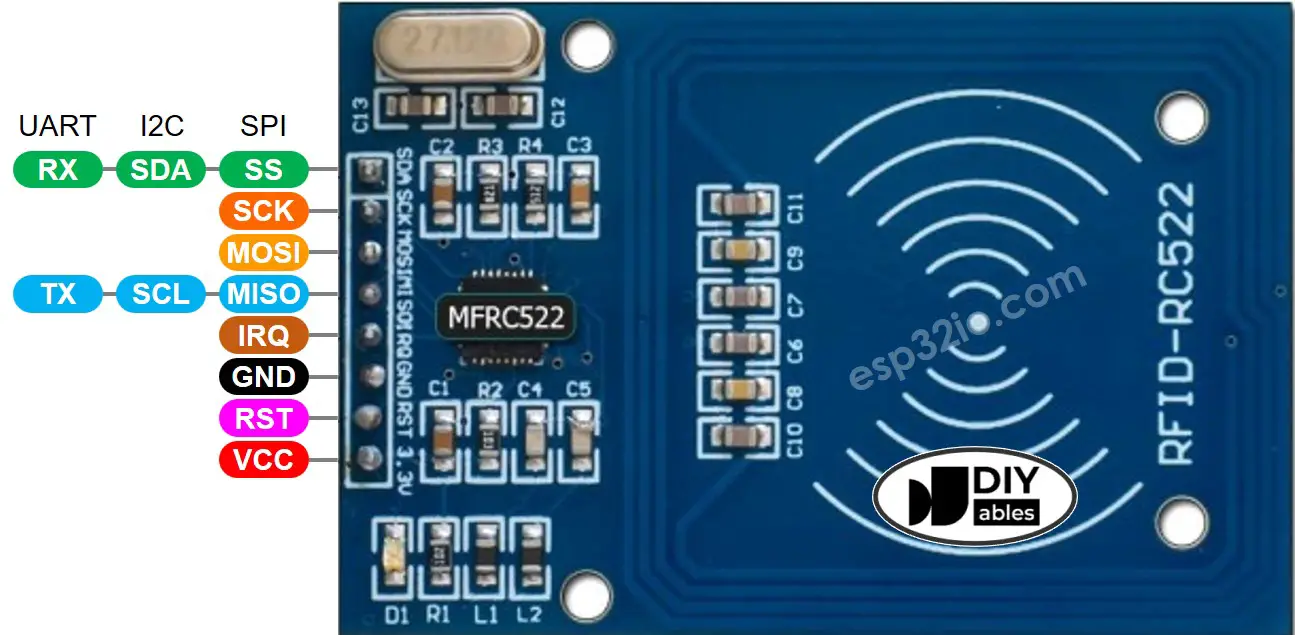 27.12
C13
C12
UART I2C SPI
RX SDA SS
SCK
MOSI
TX SCL MISO
IRQ
GND
RST
VCC
SDA SCK MOSI MISO IRQ GND RST 3.3V
C2 R3 R4 C3
MFRC522
C1 R2 C4 C5
D1 R1 L1 L2
C11
C9
C7
C6
C8
C10
esp32io.com
DIY
ables
RFID-RC522